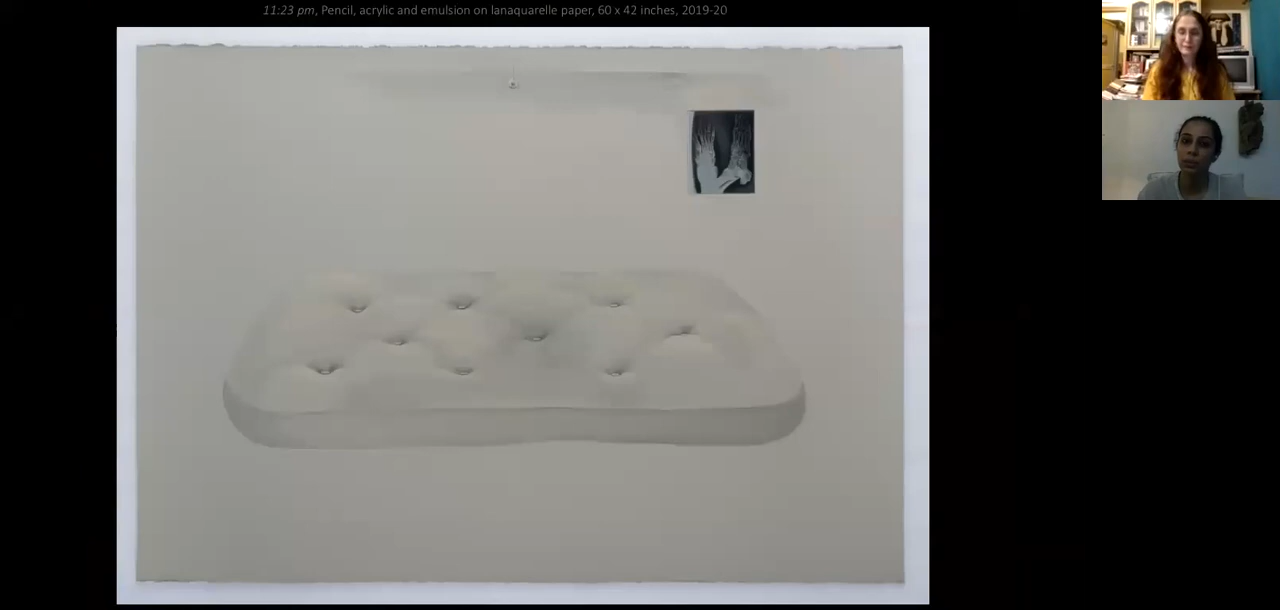 11:23 pm, Pencil, acrylic and emulsion on lanaquarelle paper, 60 x 42 inches, 2019-20